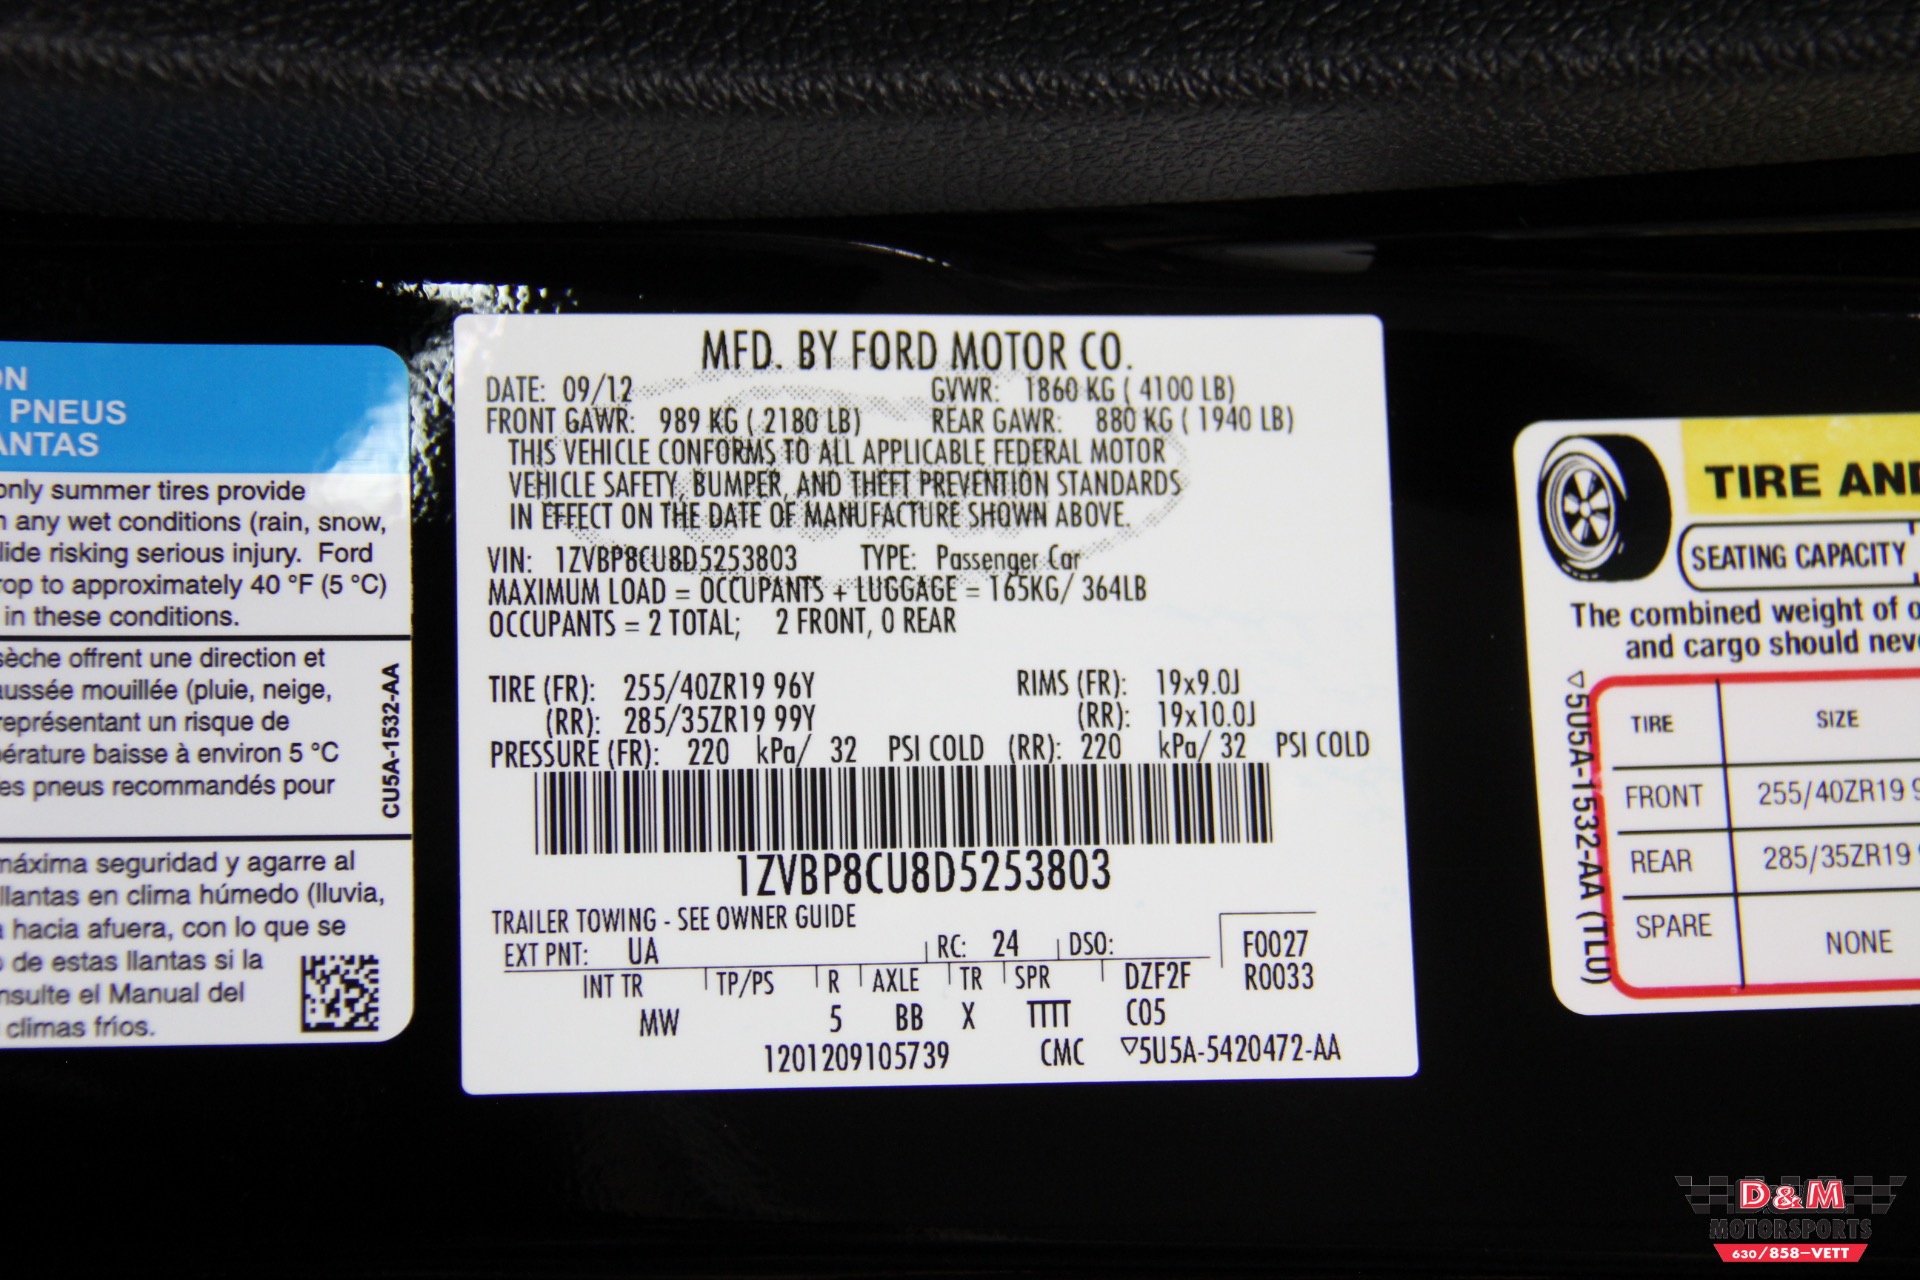 ON
PNEUS
ANTAS
only summer tires provide
any wet conditions (rain, snow,
lide risking serious injury. Ford
rop to approximately 40 °F (5 °C)
in these conditions.
sèche offrent une direction et
aussée mouillée (pluie, neige,
représentant un risque de
pérature baisse à environ 5 °C
es pneus recommandés pour
CU5A-1532-AA
máxima seguridad y agarre al
llantas en clima húmedo (lluvia,
a hacia afuera, con lo que se
o de estas llantas si la
nsulte el Manual del
climas fríos.
MFD. BY FORD MOTOR CO.
DATE: 09/12 GVWR: 1860 KG ( 4100 LB)
FRONT GAWR: 989 KG ( 2180 LB) REAR GAWR: 880 KG ( 1940 LB)
THIS VEHICLE CONFORMS TO ALL APPLICABLE FEDERAL MOTOR
VEHICLE SAFETY, BUMPER, AND THEFT PREVENTION STANDARDS
IN EFFECT ON THE DATE OF MANUFACTURE SHOWN ABOVE.
VIN: 1ZVBP8CU8D5253803 TYPE: Passenger Car
MAXIMUM LOAD = OCCUPANTS + LUGGAGE = 165KG/ 364LB
OCCUPANTS = 2 TOTAL; 2 FRONT, 0 REAR
TIRE (FR): 255/40ZR19 96Y RIMS (FR): 19x9.0J
(RR): 285/35ZR19 99Y (RR): 19x10.0J
PRESSURE (FR): 220 kPa/ 32 PSI COLD (RR): 220 kPa/ 32 PSI COLD
1ZVBP8CU8D5253803
TRAILER TOWING - SEE OWNER GUIDE
EXT PNT: UA RC: 24 DSO: F0027
INT TR TP/PS R AXLE TR SPR DZF2F R0033
MW 5 BB X TTTT C05
1201209105739 CMC ▽5U5A-5420472-AA
TIRE AND
SEATING CAPACITY
The combined weight of o
and cargo should neve
▽5U5A-1532-AA (TLU)
TIRE SIZE
FRONT 255/40ZR19 9
REAR 285/35ZR19 9
SPARE NONE
D&M
MOTORSPORTS
630/858-VETT